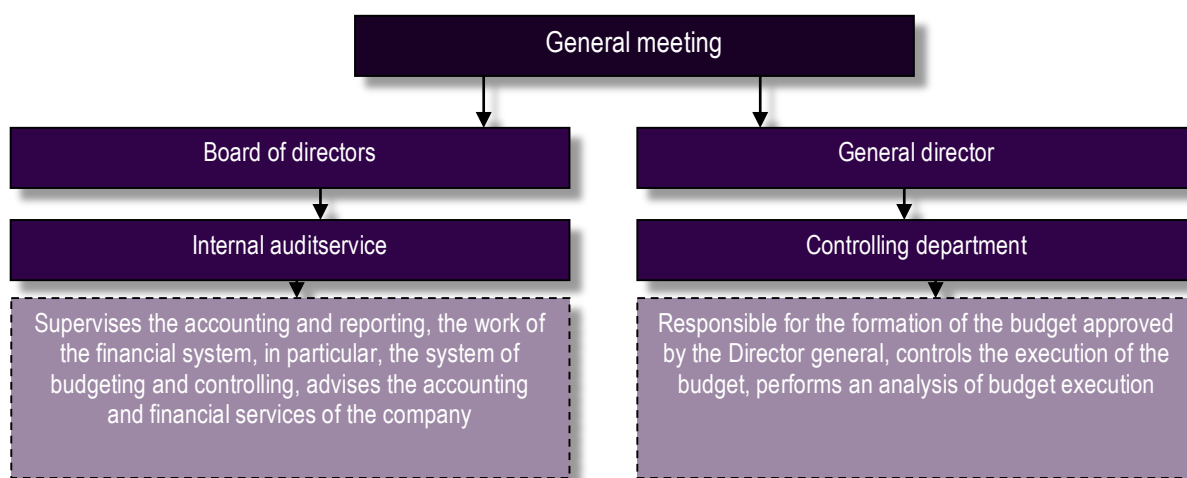 General meeting
Board of directors
General director
Internal auditservice
Controlling department
Supervises the accounting and reporting, the work of
the financial system, in particular, the system of
budgeting and controlling, advises the accounting
and financial services of the company
Responsible for the formation of the budget approved
by the Director general, controls the execution of the
budget, performs an analysis of budget execution